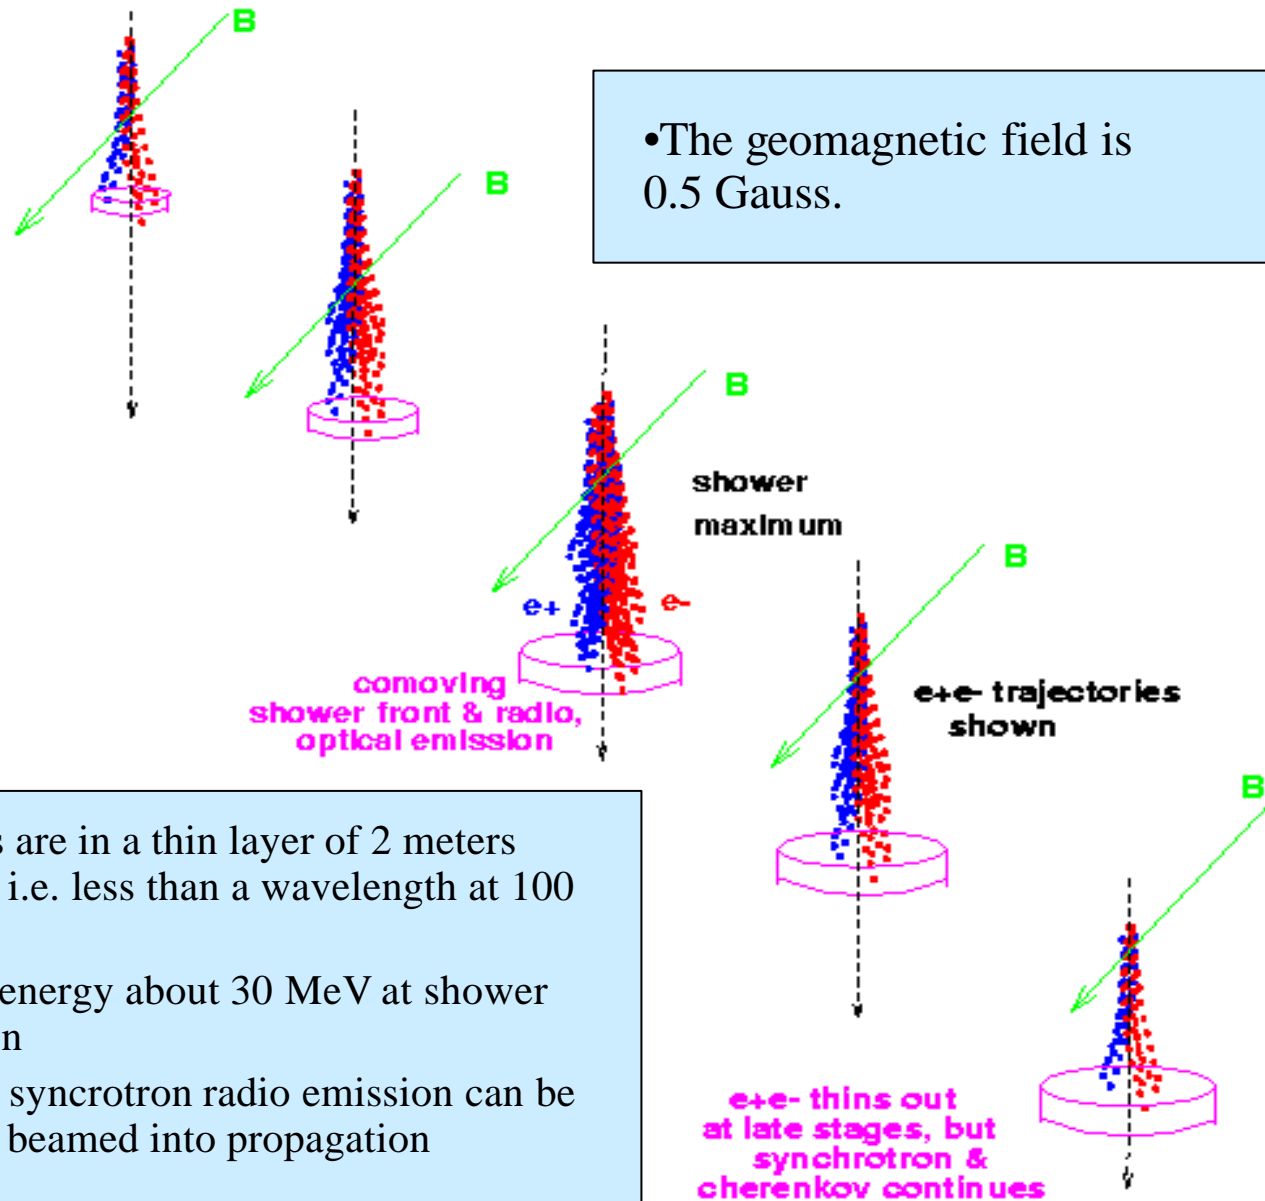 B
•The geomagnetic field is
0.5 Gauss.
B
B
shower
maximum
e+
e-
B
comoving
shower front & radio,
optical emission
e+e- trajectories
shown
B
s are in a thin layer of 2 meters
i.e. less than a wavelength at 100
energy about 30 MeV at shower
n
syncrotron radio emission can be
beamed into propagation
e+e- thins out
at late stages, but
synchrotron &
cherenkov continues